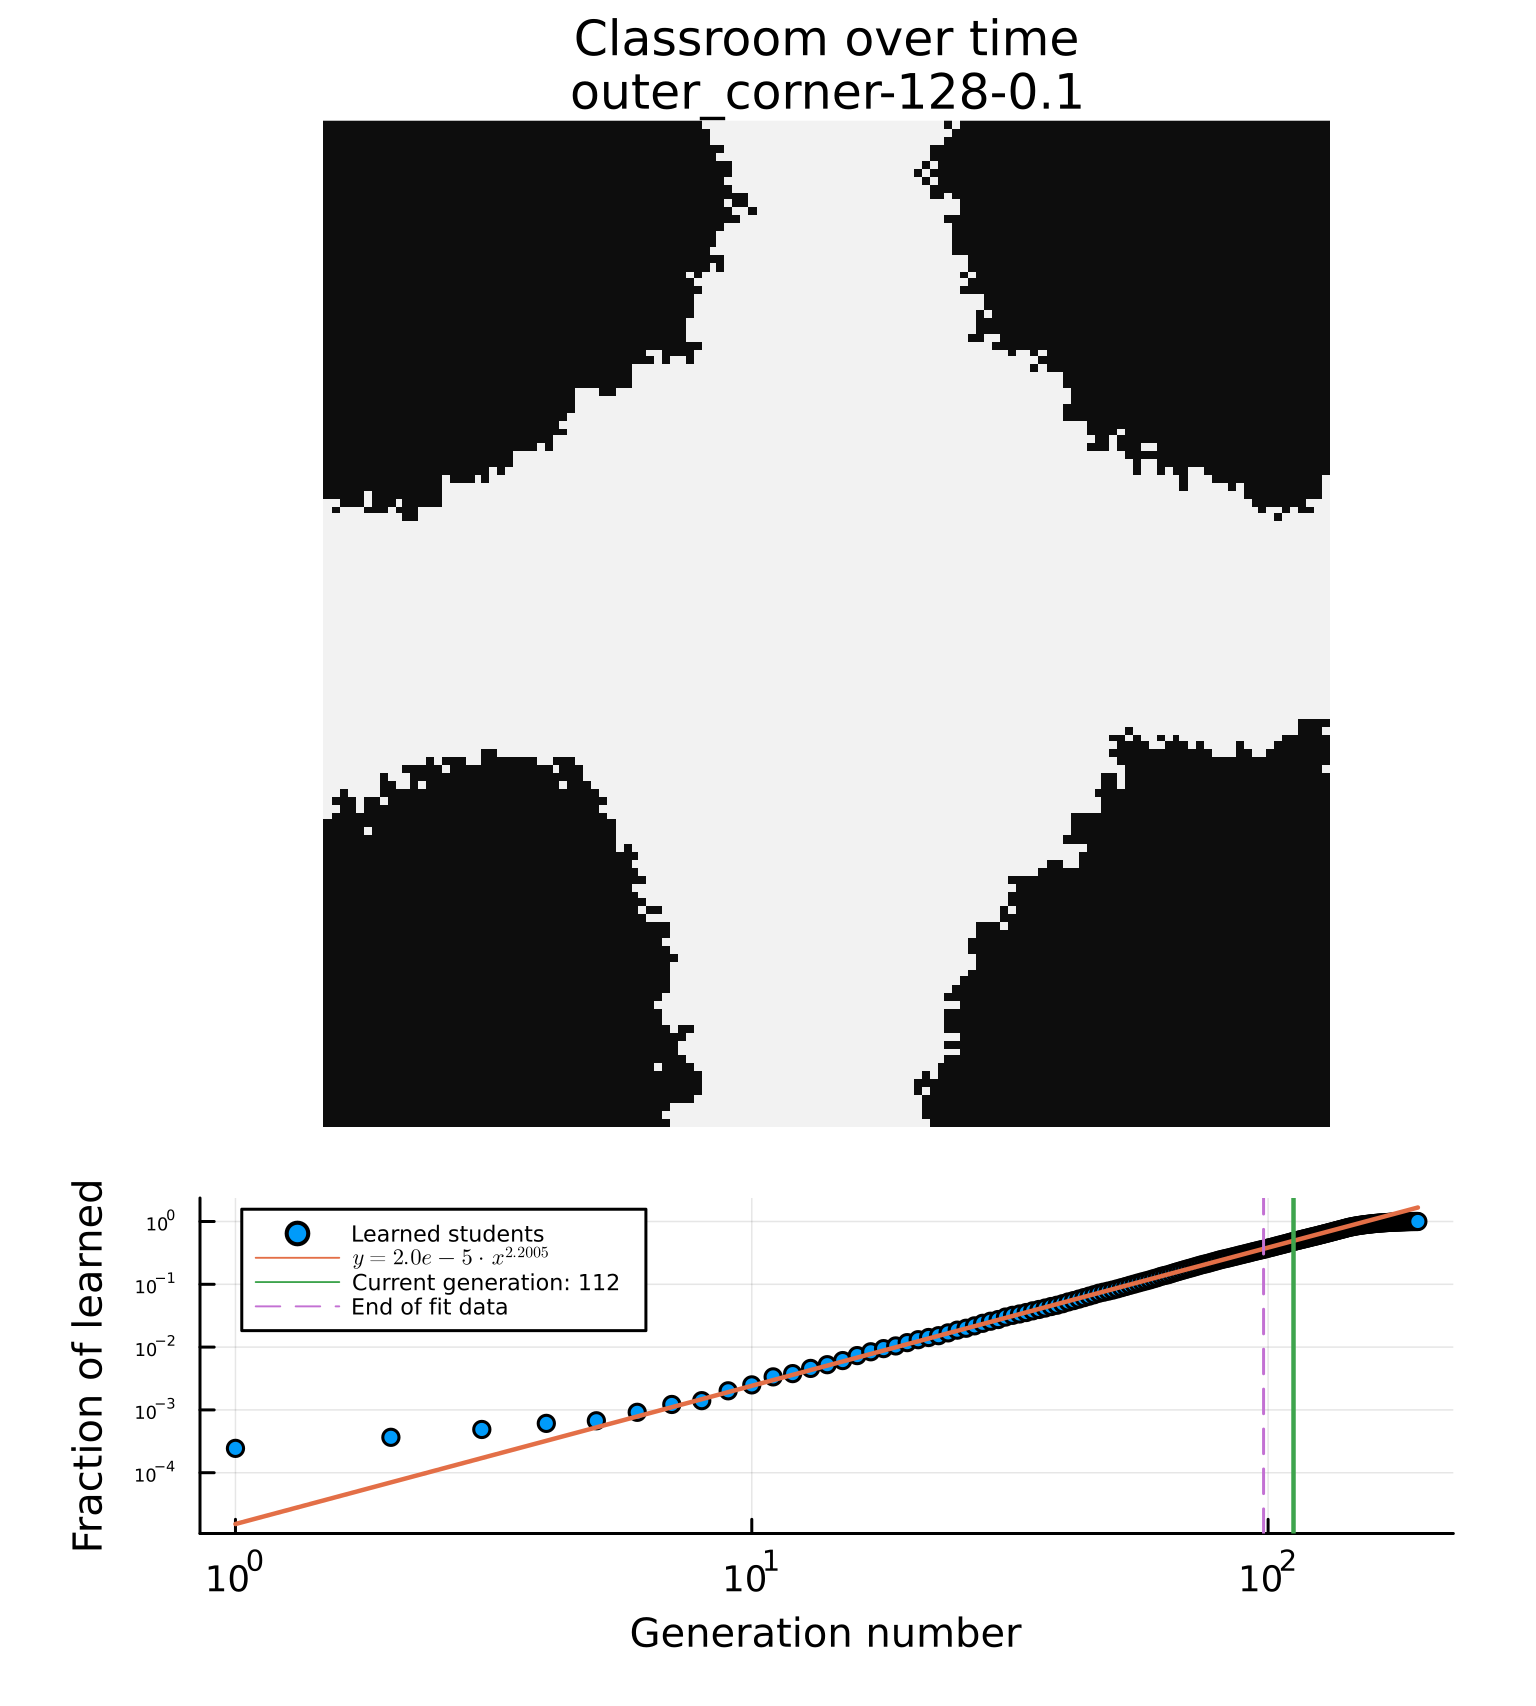 Classroom over time
outer_corner-128-0.1
Fraction of learned
10⁰
10⁻¹
10⁻²
10⁻³
10⁻⁴
Learned students
y = 2.0e − 5 · x^2.2005
Current generation: 112
End of fit data
10⁰
10¹
10²
Generation number